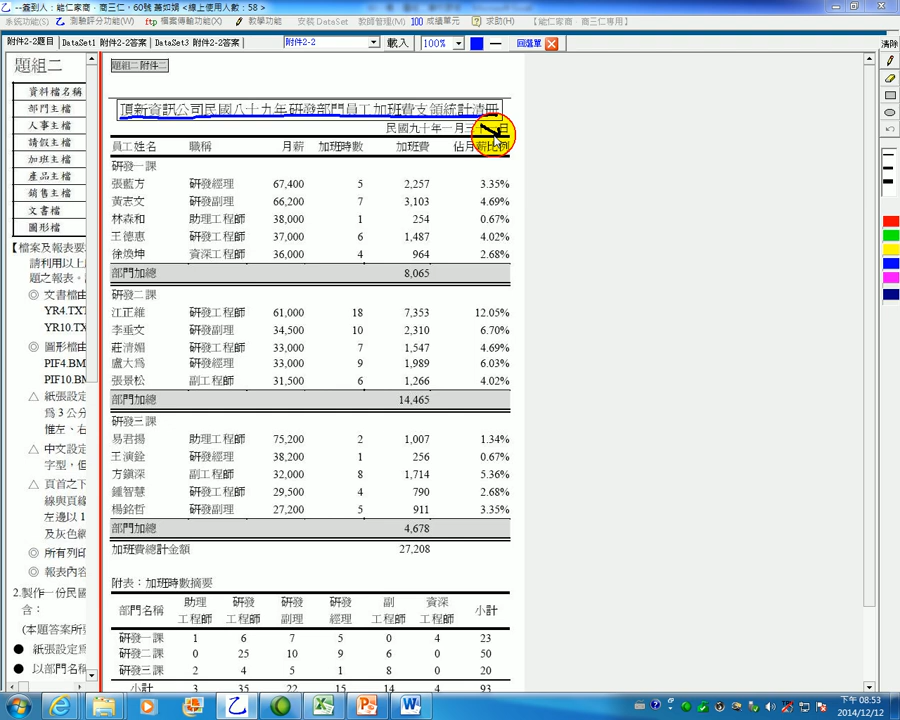 --簽到人：能仁家商．商三仁，60號 蕭如娟 <線上使用人數：58 >
系統功能(S) 測驗評分功能(W) ftp 檔案傳輸功能(X) 教學功能 安裝DataSet 教師管理(M) 100 成績單元 求助(H) 【能仁家商：商三仁專用】
附件2-2題目 DataSet1 附件2-2答案 DataSet3 附件2-2答案 附件2-2 載入 100% 回選單 清除
題組二
資料檔名稱
部門主檔
人事主檔
請假主檔
加班主檔
產品主檔
銷售主檔
文書檔
圖形檔
【檔案及報表要
請利用以上
題之報表。
◎ 文書檔由
YR4.TXT
YR10.TX
◎ 圖形檔由
PIF4.BM
PIF10.BM
△ 紙張設定
為 3 公分
惟左、右
△ 中文設定
字型，但
△ 頁首之下
線與頁緣
左邊以 1
及灰色網
◎ 所有列印
◎ 報表內容
2.製作一份民國
含：
(本題答案所要
● 紙張設定為
● 以部門名稱
題組二附件二
頂新資訊公司民國八十九年研發部門員工加班費支領統計清冊
民國九十年一月三十一日
員工姓名 職稱 月薪 加班時數 加班費 佔月薪比例
研發一課
張藍方 研發經理 67,400 5 2,257 3.35%
黃志文 研發副理 66,200 7 3,103 4.69%
林森和 助理工程師 38,000 1 254 0.67%
王德惠 研發工程師 37,000 6 1,487 4.02%
徐煥坤 資深工程師 36,000 4 964 2.68%
部門加總 8,065
研發二課
江正維 研發工程師 61,000 18 7,353 12.05%
李垂文 研發副理 34,500 10 2,310 6.70%
莊清媚 研發工程師 33,000 7 1,547 4.69%
盧大為 研發經理 33,000 9 1,989 6.03%
張景松 副工程師 31,500 6 1,266 4.02%
部門加總 14,465
研發三課
易君揚 助理工程師 75,200 2 1,007 1.34%
王演銓 研發經理 38,200 1 256 0.67%
方鎮深 副工程師 32,000 8 1,714 5.36%
鍾智慧 研發工程師 29,500 4 790 2.68%
楊銘哲 研發副理 27,200 5 911 3.35%
部門加總 4,678
加班費總計金額 27,208
附表：加班時數摘要
部門名稱 助理工程師 研發工程師 研發副理 研發經理 副工程師 資深工程師 小計
研發一課 1 6 7 5 0 4 23
研發二課 0 25 10 9 6 0 50
研發三課 2 4 5 1 8 0 20
小計 3 35 22 15 14 4 93
下午 08:53
2014/12/12